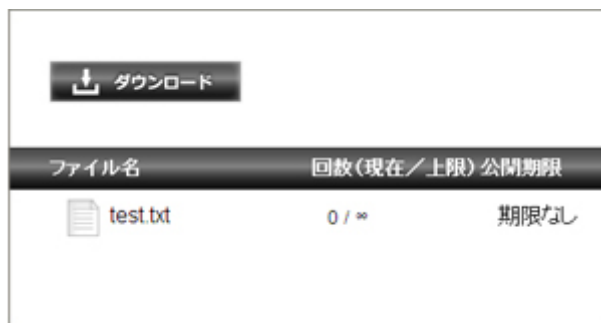 ダウンロード
ファイル名 回数(現在／上限) 公開期限
test.txt 0 / ∞ 期限なし